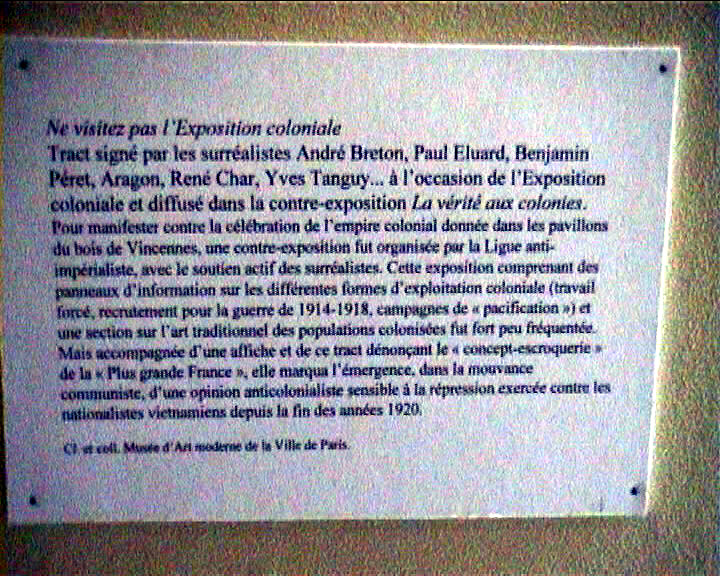 Ne visitez pas l'Exposition coloniale
Tract signé par les surréalistes André Breton, Paul Eluard, Benjamin
Péret, Aragon, René Char, Yves Tanguy... à l'occasion de l'Exposition
coloniale et diffusé dans la contre-exposition La vérité aux colonies.
Pour manifester contre la célébration de l'empire colonial donnée dans les pavillons
du bois de Vincennes, une contre-exposition fut organisée par la Ligue anti-
impérialiste, avec le soutien actif des surréalistes. Cette exposition comprenant des
panneaux d'information sur les différentes formes d'exploitation coloniale (travail
forcé, recrutement pour la guerre de 1914-1918, campagnes de « pacification ») et
une section sur l'art traditionnel des populations colonisées fut fort peu fréquentée.
Mais accompagnée d'une affiche et de ce tract dénonçant le « concept-escroquerie »
de la « Plus grande France », elle marqua l'émergence, dans la mouvance
communiste, d'une opinion anticolonialiste sensible à la répression exercée contre les
nationalistes vietnamiens depuis la fin des années 1920.
Cl. et coll. Musée d'Art moderne de la Ville de Paris.